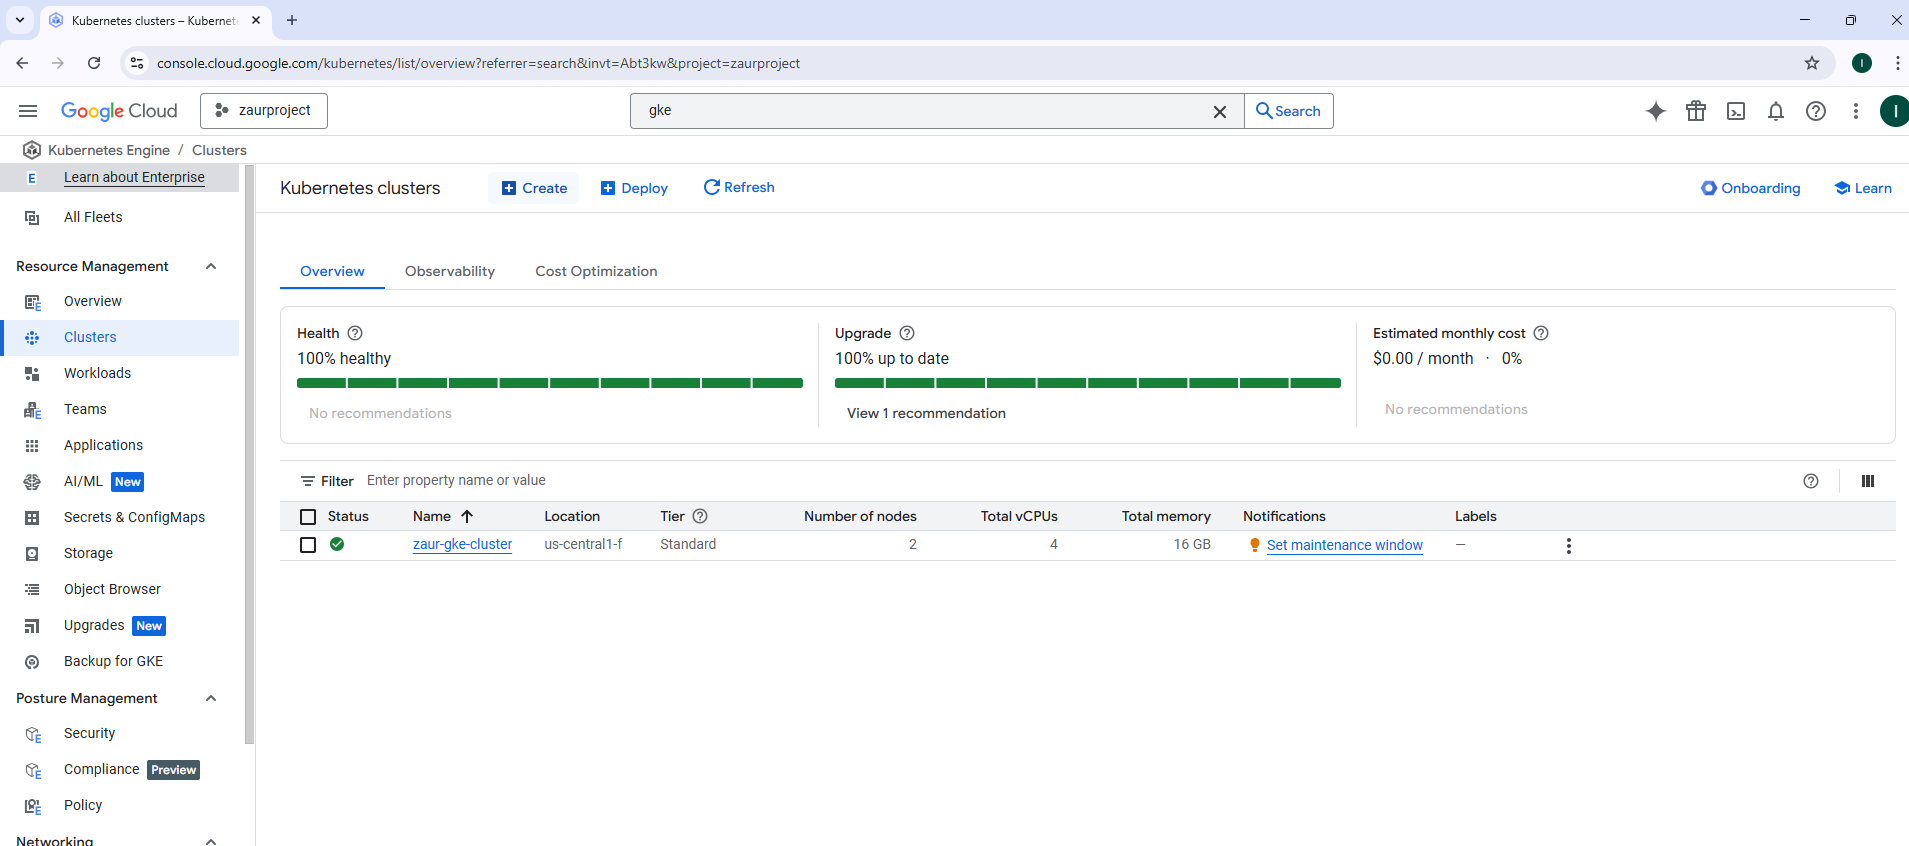 Kubernetes clusters – Kubernete
console.cloud.google.com/kubernetes/list/overview?referrer=search&invt=Abt3kw&project=zaurproject
I
Google Cloud
zaurproject
gke
Search
I
Kubernetes Engine / Clusters
E Learn about Enterprise
All Fleets
Resource Management
Overview
Clusters
Workloads
Teams
Applications
AI/ML New
Secrets & ConfigMaps
Storage
Object Browser
Upgrades New
Backup for GKE
Posture Management
Security
Compliance Preview
Policy
Networking
Kubernetes clusters
Create
Deploy
Refresh
Onboarding
Learn
Overview
Observability
Cost Optimization
Health
100% healthy
No recommendations
Upgrade
100% up to date
View 1 recommendation
Estimated monthly cost
$0.00 / month · 0%
No recommendations
Filter Enter property name or value
Status Name Location Tier Number of nodes Total vCPUs Total memory Notifications Labels
zaur-gke-cluster us-central1-f Standard 2 4 16 GB Set maintenance window —